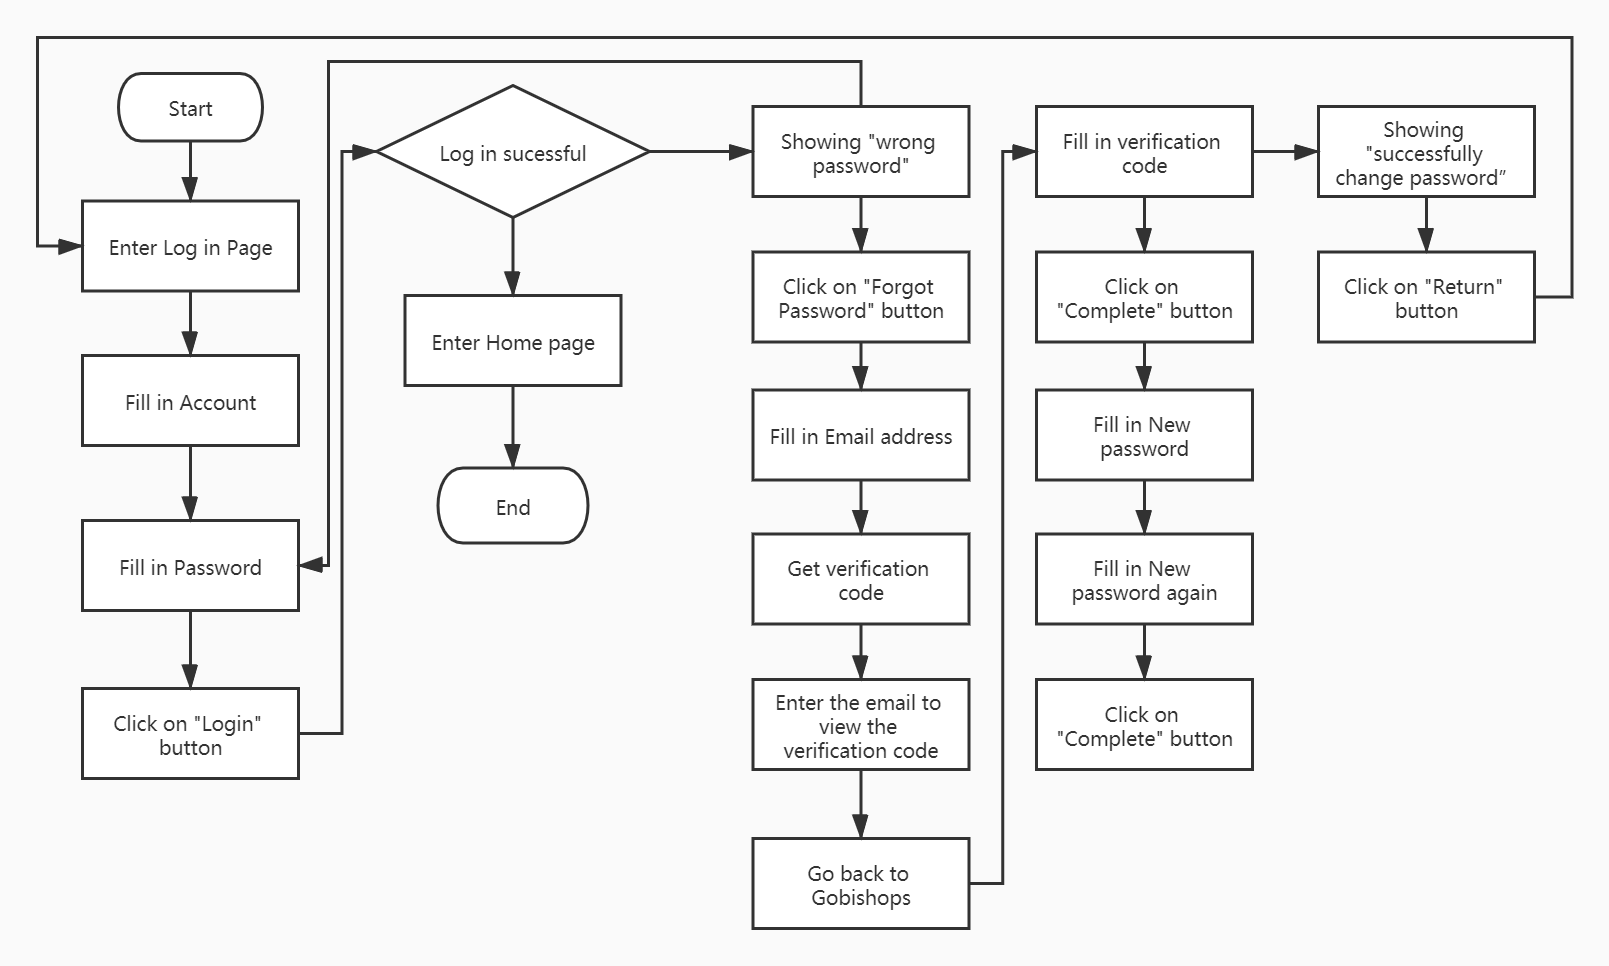 Start
Enter Log in Page
Fill in Account
Fill in Password
Click on "Login"
button
Log in sucessful
Enter Home page
End
Showing "wrong
password"
Click on "Forgot
Password" button
Fill in Email address
Get verification
code
Enter the email to
view the
verification code
Go back to
Gobishops
Fill in verification
code
Click on
"Complete" button
Fill in New
password
Fill in New
password again
Click on
"Complete" button
Showing
"successfully
change password”
Click on "Return"
button